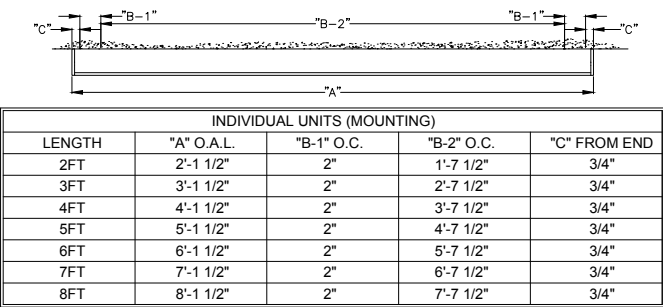 "C" "B-1" "B-2" "B-1" "C"
"A"
INDIVIDUAL UNITS (MOUNTING)
LENGTH "A" O.A.L. "B-1" O.C. "B-2" O.C. "C" FROM END
2FT 2'-1 1/2" 2" 1'-7 1/2" 3/4"
3FT 3'-1 1/2" 2" 2'-7 1/2" 3/4"
4FT 4'-1 1/2" 2" 3'-7 1/2" 3/4"
5FT 5'-1 1/2" 2" 4'-7 1/2" 3/4"
6FT 6'-1 1/2" 2" 5'-7 1/2" 3/4"
7FT 7'-1 1/2" 2" 6'-7 1/2" 3/4"
8FT 8'-1 1/2" 2" 7'-7 1/2" 3/4"